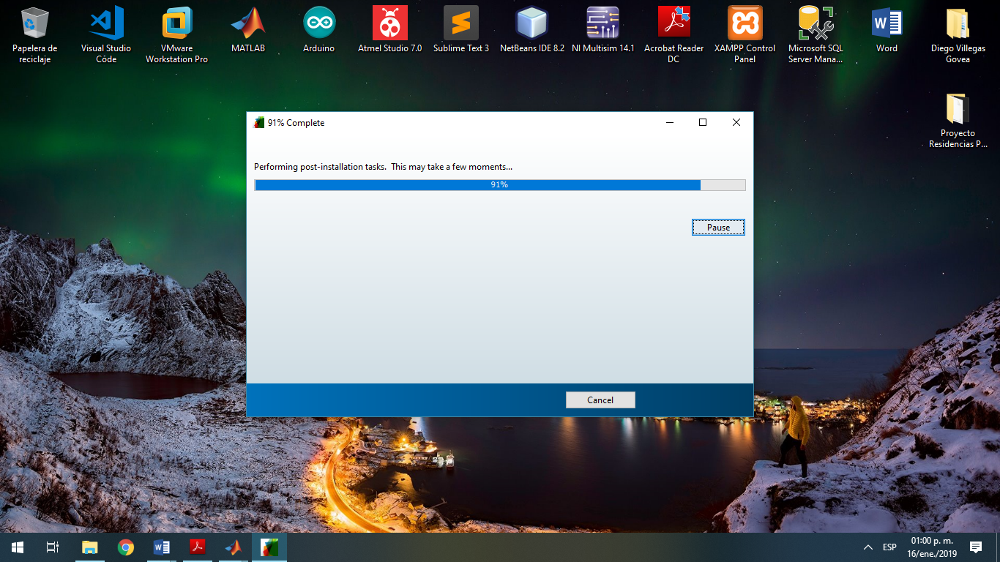 Papelera de
reciclaje
Visual Studio
Code
VMware
Workstation Pro
MATLAB
Arduino
Atmel Studio 7.0
Sublime Text 3
NetBeans IDE 8.2
NI Multisim 14.1
Acrobat Reader
DC
XAMPP Control
Panel
Microsoft SQL
Server Mana...
Word
Diego Villegas
Govea
Proyecto
Residencias P...
91% Complete
Performing post-installation tasks.  This may take a few moments...
91%
Pause
Cancel
ESP
01:00 p. m.
16/ene./2019